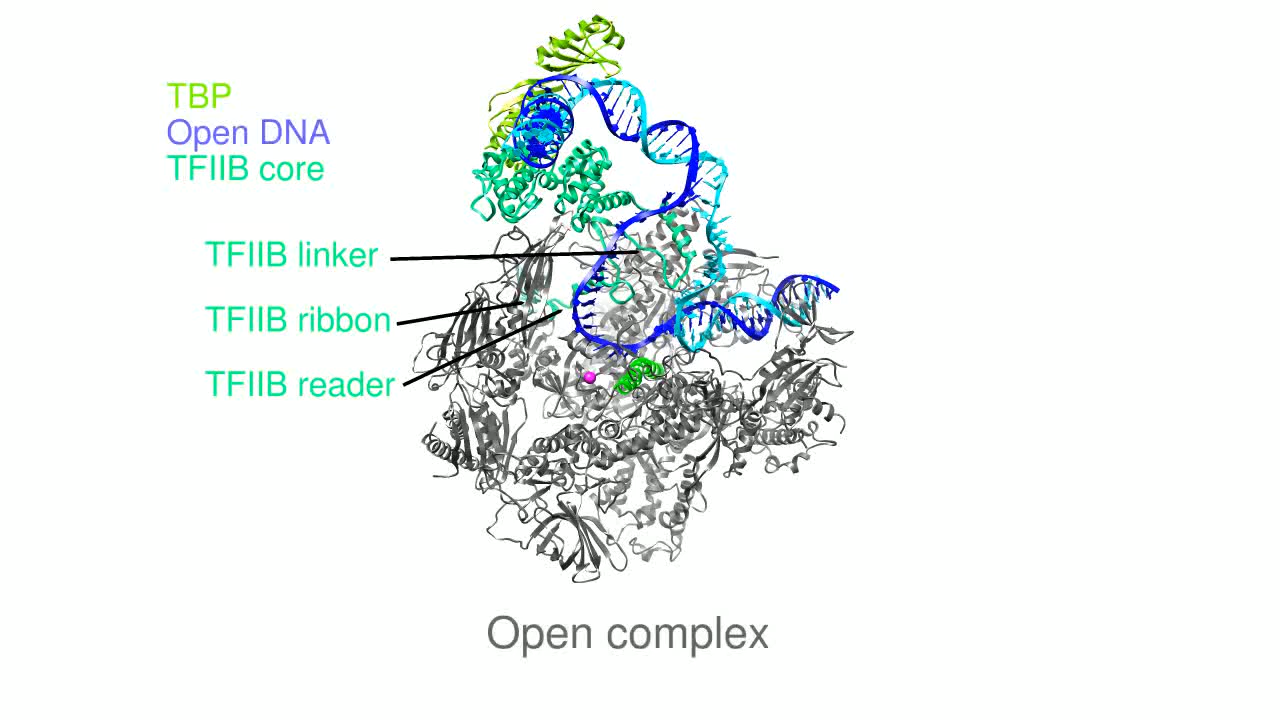 TBP
Open DNA
TFIIB core
TFIIB linker
TFIIB ribbon
TFIIB reader
Open complex